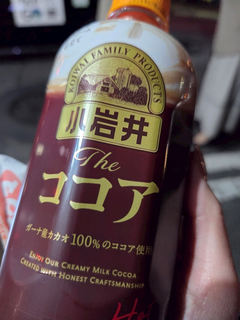 KOIWAI FAMILY PRODUCTS
小岩井
The
ココア
ガーナ産カカオ100%のココア使用
ENJOY OUR CREAMY MILK COCOA
CREATED WITH HONEST CRAFTSMANSHIP